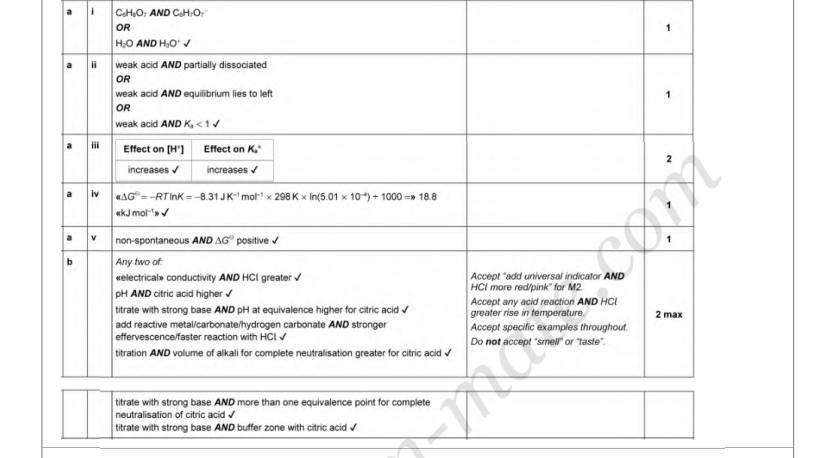 a i C₆H₈O₇ AND C₆H₇O₇⁻
OR
H₂O AND H₃O⁺ ✓
1
a ii weak acid AND partially dissociated
OR
weak acid AND equilibrium lies to left
OR
weak acid AND Kₐ < 1 ✓
1
a iii Effect on [H⁺] Effect on Kₐ⁺
increases ✓ increases ✓
2
a iv «ΔG⊖ = −RT lnK = −8.31 J K⁻¹ mol⁻¹ × 298 K × ln(5.01 × 10⁻⁴) ÷ 1000 =» 18.8
«kJ mol⁻¹» ✓
1
a v non-spontaneous AND ΔG⊖ positive ✓ 1
b Any two of:
«electrical» conductivity AND HCl greater ✓
pH AND citric acid higher ✓
titrate with strong base AND pH at equivalence higher for citric acid ✓
add reactive metal/carbonate/hydrogen carbonate AND stronger
effervescence/faster reaction with HCl ✓
titration AND volume of alkali for complete neutralisation greater for citric acid ✓
Accept "add universal indicator AND
HCl more red/pink" for M2.
Accept any acid reaction AND HCl
greater rise in temperature.
Accept specific examples throughout.
Do not accept "smell" or "taste".
2 max
titrate with strong base AND more than one equivalence point for complete
neutralisation of citric acid ✓
titrate with strong base AND buffer zone with citric acid ✓